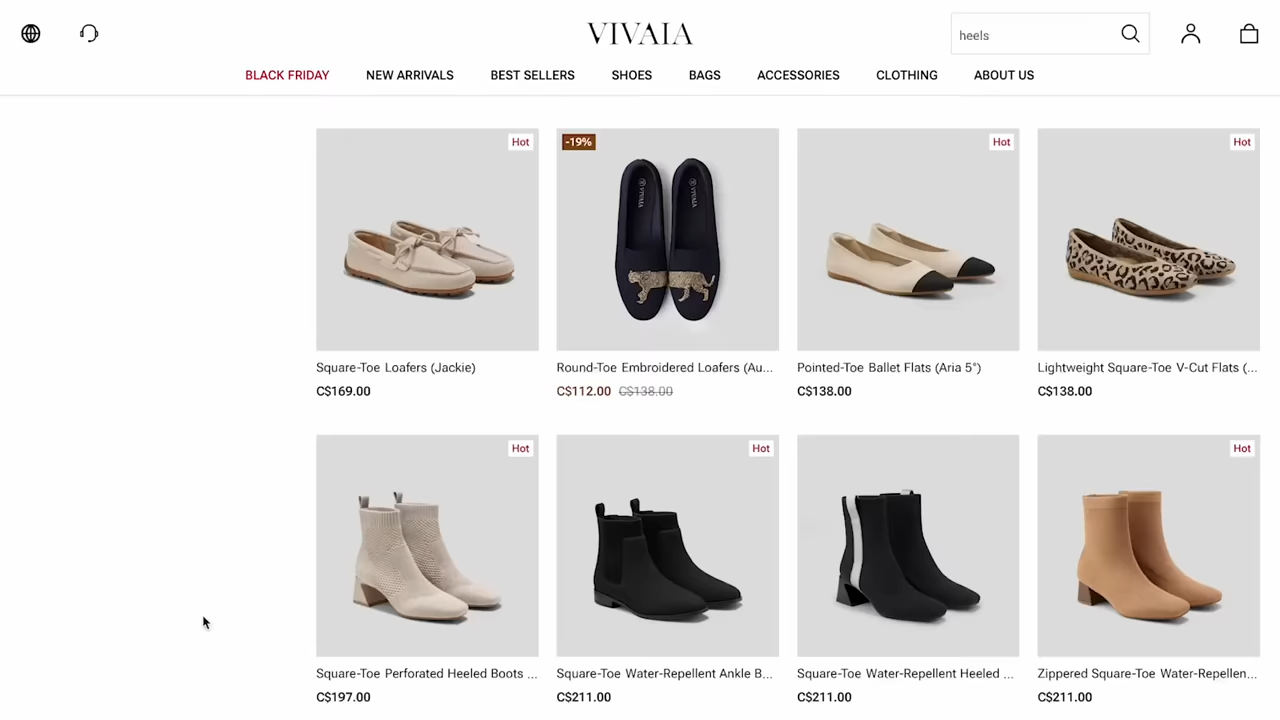 VIVAIA
heels
BLACK FRIDAY NEW ARRIVALS BEST SELLERS SHOES BAGS ACCESSORIES CLOTHING ABOUT US
Hot -19% Hot Hot
VIVAIA VIVAIA
Square-Toe Loafers (Jackie) Round-Toe Embroidered Loafers (Au... Pointed-Toe Ballet Flats (Aria 5°) Lightweight Square-Toe V-Cut Flats (...
C$169.00 C$112.00 C$138.00 C$138.00 C$138.00
Hot Hot Hot
Square-Toe Perforated Heeled Boots ... Square-Toe Water-Repellent Ankle B... Square-Toe Water-Repellent Heeled ... Zippered Square-Toe Water-Repellen...
C$197.00 C$211.00 C$211.00 C$211.00